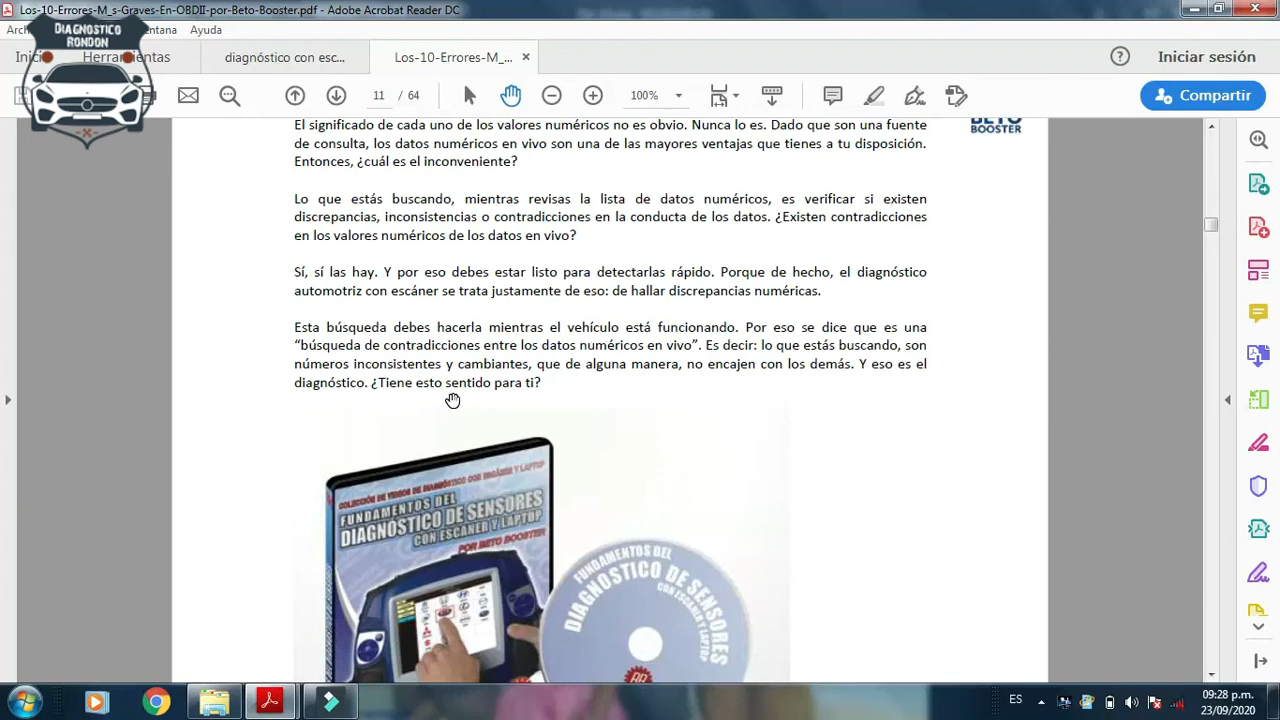 Los-10-Errores-M_s-Graves-En-OBDII-por-Beto-Booster.pdf - Adobe Acrobat Reader DC
Ayuda
DIAGNOSTICO
RONDON
Herramientas
diagnóstico con esc...
Los-10-Errores-M_...
Iniciar sesión
11 / 64
100%
Compartir
BETO
BOOSTER
El significado de cada uno de los valores numéricos no es obvio. Nunca lo es. Dado que son una fuente
de consulta, los datos numéricos en vivo son una de las mayores ventajas que tienes a tu disposición.
Entonces, ¿cuál es el inconveniente?
Lo que estás buscando, mientras revisas la lista de datos numéricos, es verificar si existen
discrepancias, inconsistencias o contradicciones en la conducta de los datos. ¿Existen contradicciones
en los valores numéricos de los datos en vivo?
Sí, sí las hay. Y por eso debes estar listo para detectarlas rápido. Porque de hecho, el diagnóstico
automotriz con escáner se trata justamente de eso: de hallar discrepancias numéricas.
Esta búsqueda debes hacerla mientras el vehículo está funcionando. Por eso se dice que es una
“búsqueda de contradicciones entre los datos numéricos en vivo”. Es decir: lo que estás buscando, son
números inconsistentes y cambiantes, que de alguna manera, no encajen con los demás. Y eso es el
diagnóstico. ¿Tiene esto sentido para ti?
COLECCIÓN DE VIDEOS DE DIAGNÓSTICO CON ESCÁNER Y LAPTOP
FUNDAMENTOS DEL
DIAGNOSTICO DE SENSORES
CON ESCANER Y LAPTOP
POR BETO BOOSTER
FUNDAMENTOS DEL
DIAGNOSTICO DE SENSORES
CON ESCANER Y LAPTOP
ES
09:28 p.m.
23/09/2020